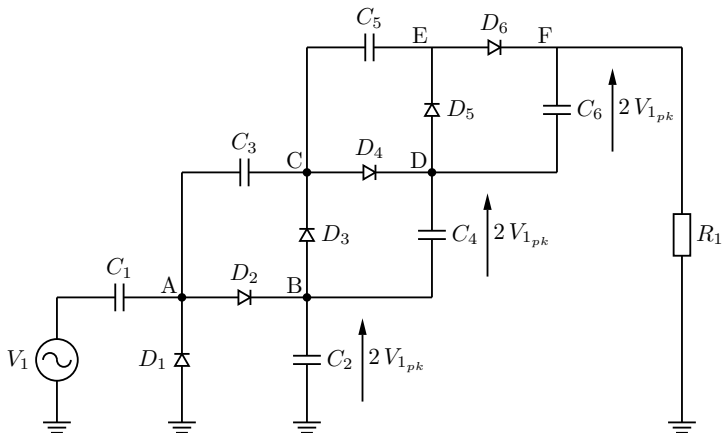 C₅
E
D₆
F
D₅
C₆
2 V₁ₚₖ
C₃
C
D₄
D
D₃
C₄
2 V₁ₚₖ
R₁
C₁
A
D₂
B
V₁
D₁
C₂
2 V₁ₚₖ